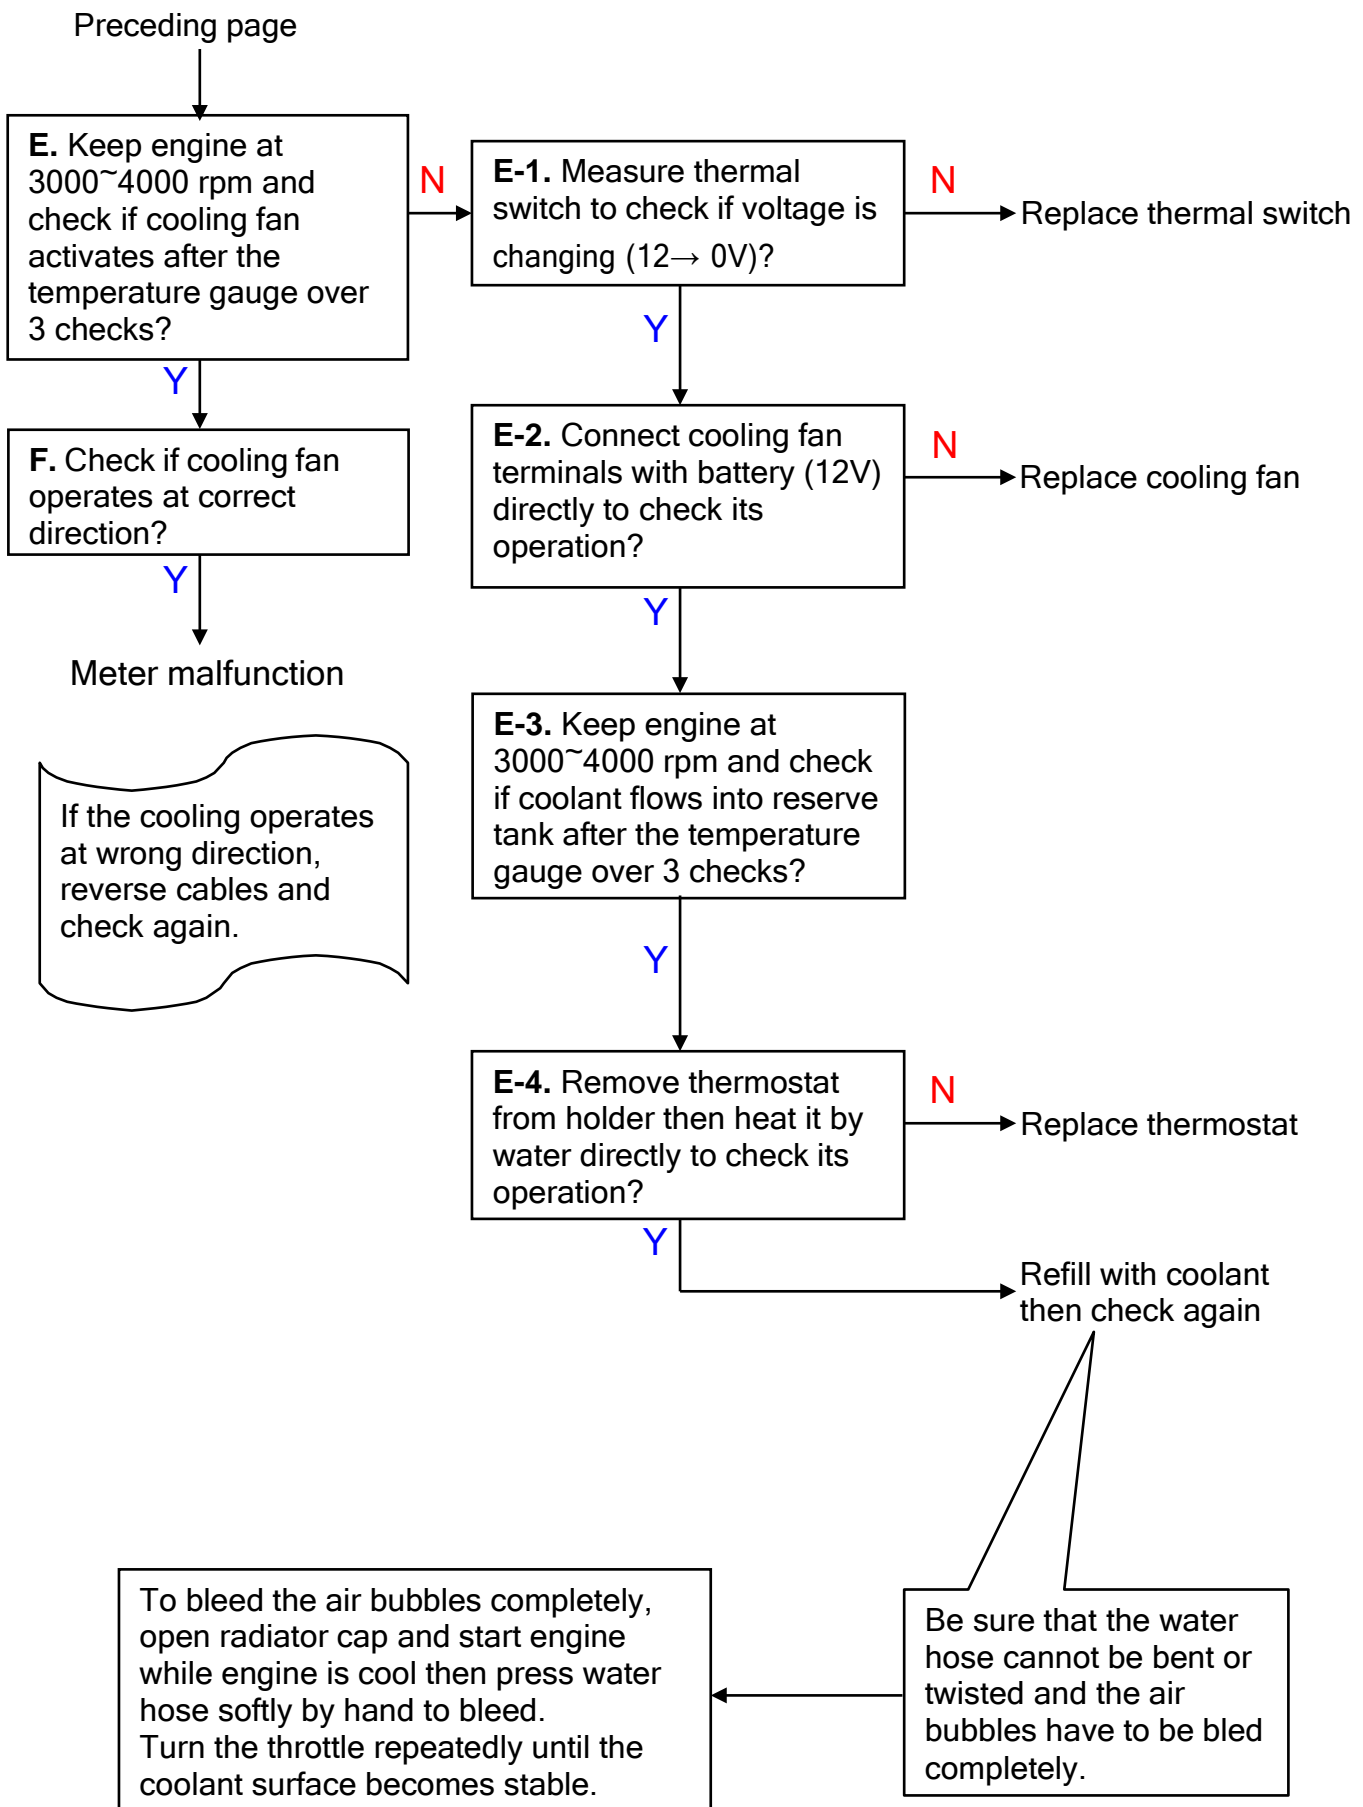 Preceding page
E. Keep engine at
3000~4000 rpm and
check if cooling fan
activates after the
temperature gauge over
3 checks?
N
E-1. Measure thermal
switch to check if voltage is
changing (12→ 0V)?
N
Replace thermal switch
Y
Y
F. Check if cooling fan
operates at correct
direction?
E-2. Connect cooling fan
terminals with battery (12V)
directly to check its
operation?
N
Replace cooling fan
Y
Y
Meter malfunction
E-3. Keep engine at
3000~4000 rpm and check
if coolant flows into reserve
tank after the temperature
gauge over 3 checks?
If the cooling operates
at wrong direction,
reverse cables and
check again.
Y
E-4. Remove thermostat
from holder then heat it by
water directly to check its
operation?
N
Replace thermostat
Y
Refill with coolant
then check again
To bleed the air bubbles completely,
open radiator cap and start engine
while engine is cool then press water
hose softly by hand to bleed.
Turn the throttle repeatedly until the
coolant surface becomes stable.
Be sure that the water
hose cannot be bent or
twisted and the air
bubbles have to be bled
completely.